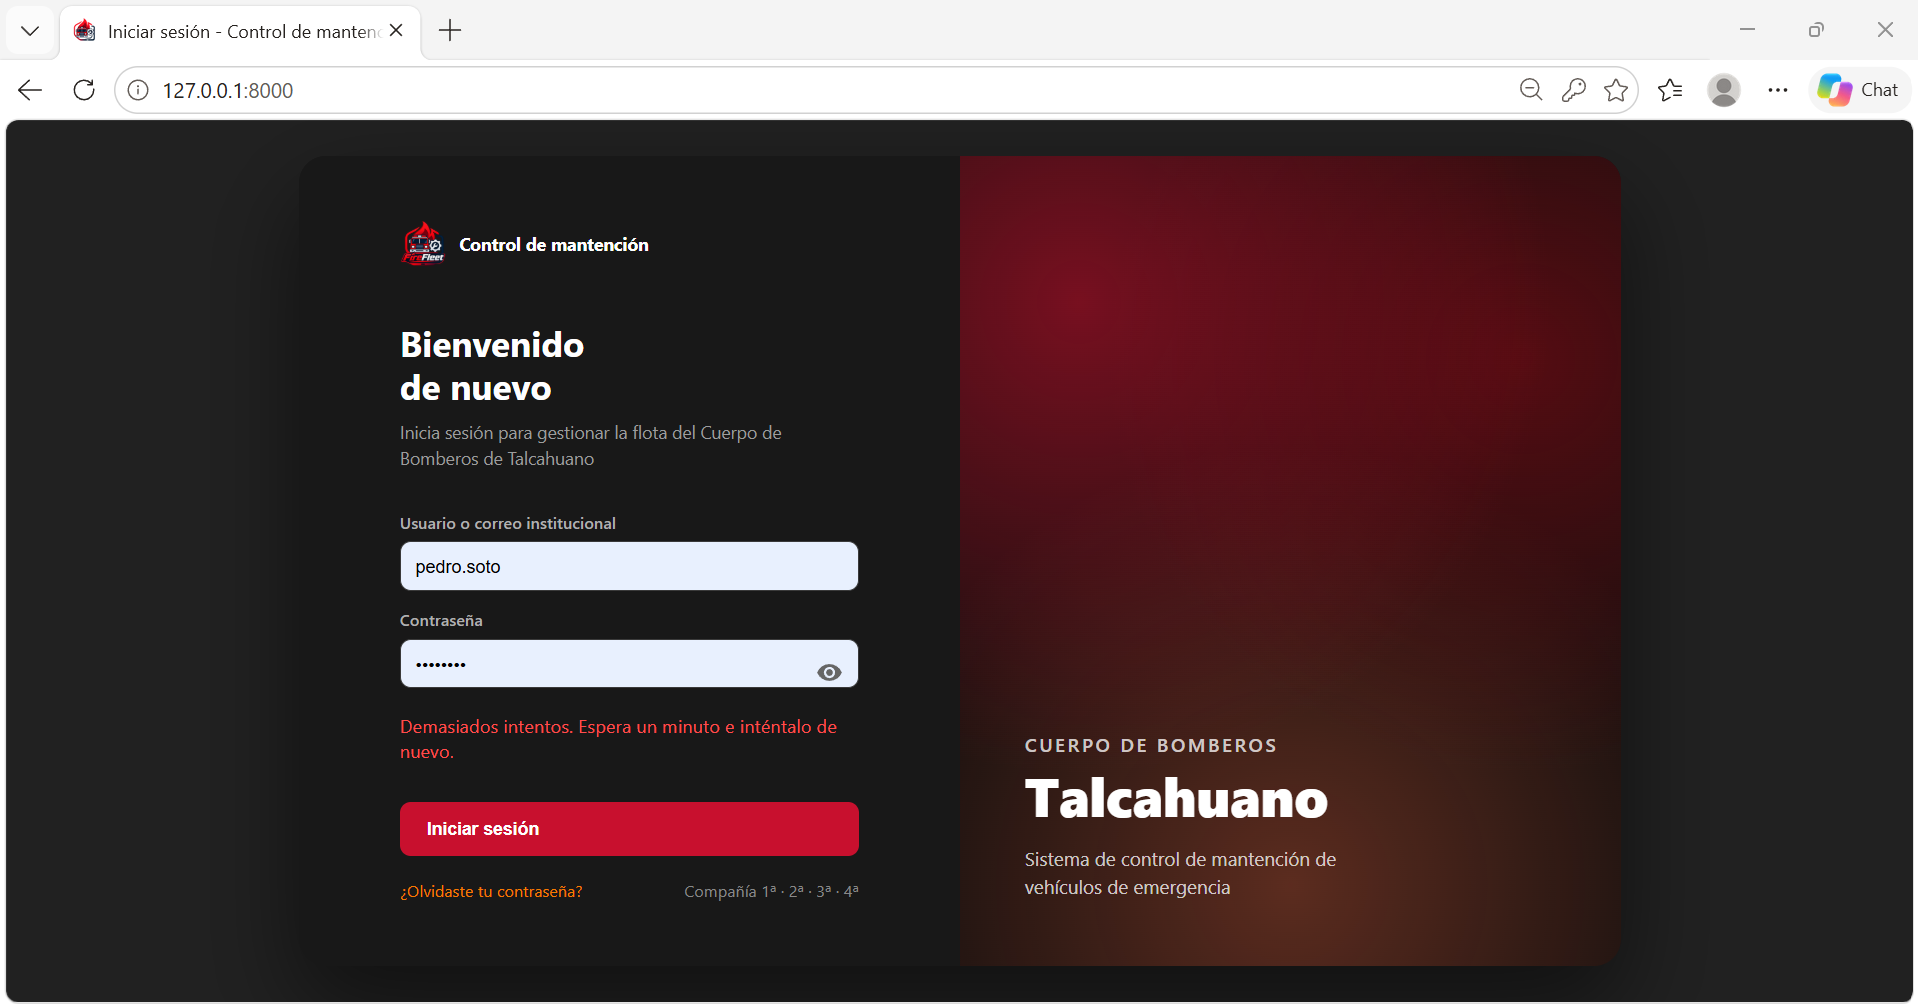 Iniciar sesión - Control de manten
127.0.0.1:8000
Chat
FireFleet
Control de mantención
Bienvenido
de nuevo
Inicia sesión para gestionar la flota del Cuerpo de
Bomberos de Talcahuano
Usuario o correo institucional
pedro.soto
Contraseña
••••••••
Demasiados intentos. Espera un minuto e inténtalo de
nuevo.
Iniciar sesión
¿Olvidaste tu contraseña?
Compañía 1ª · 2ª · 3ª · 4ª
CUERPO DE BOMBEROS
Talcahuano
Sistema de control de mantención de
vehículos de emergencia